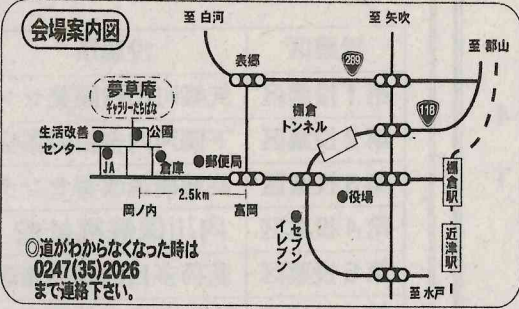 会場案内図
至白河
至矢吹
至郡山
表郷
289
118
夢草庵
ギャラリーたちばな
棚倉
トンネル
生活改善
センター
公園
JA
倉庫
郵便局
2.5km
役場
棚倉駅
岡ノ内
富岡
セブン
イレブン
近津駅
◎道がわからなくなった時は
0247(35)2026
まで連絡下さい。
至水戸